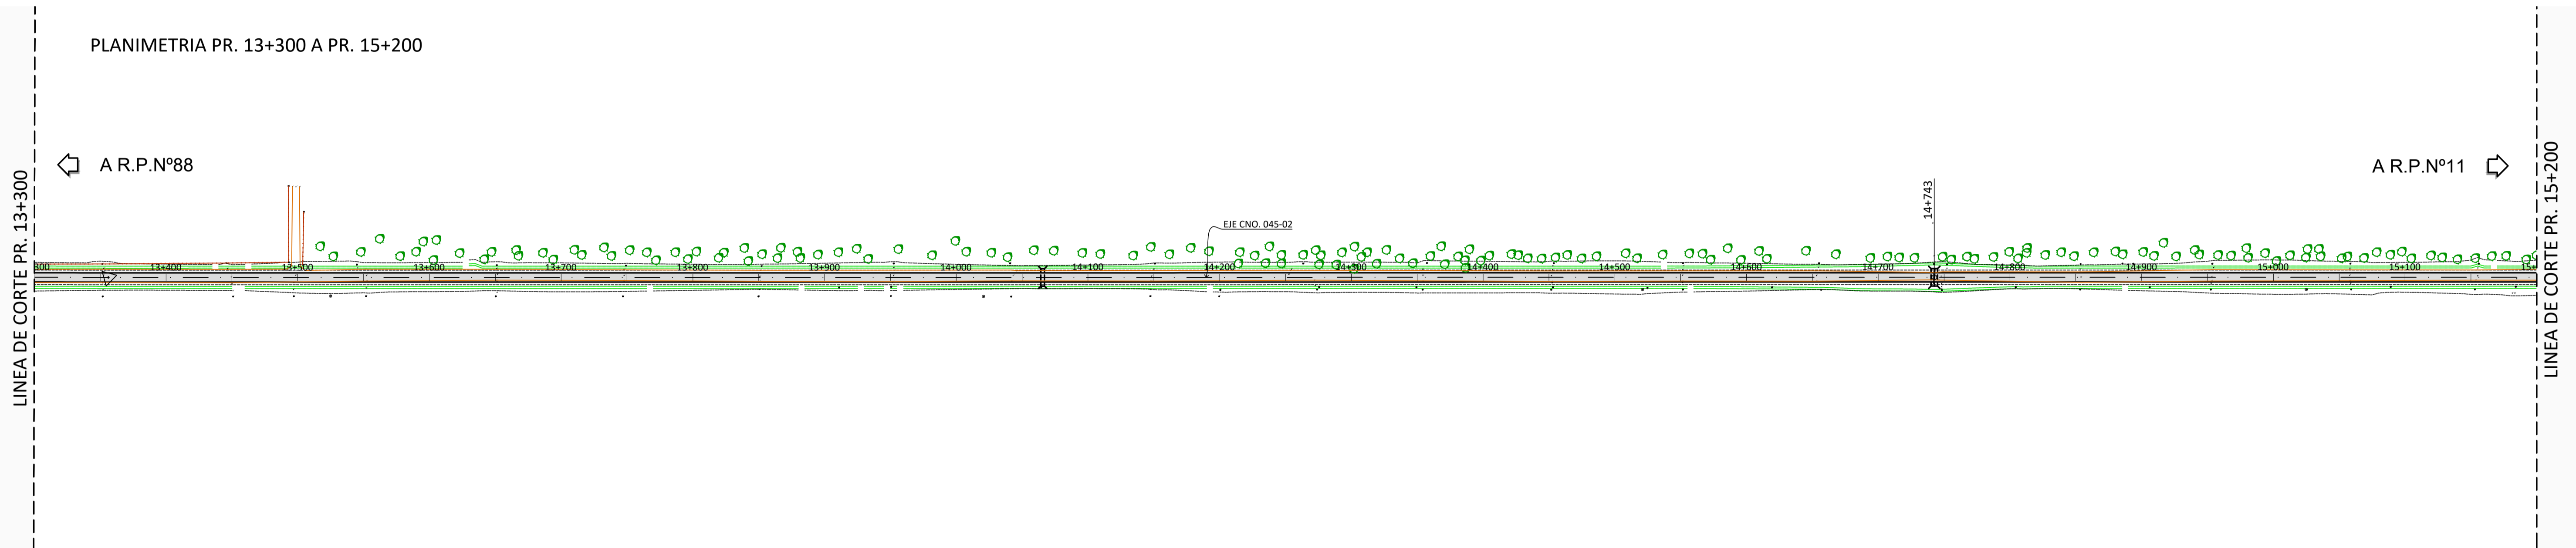 PLANIMETRIA PR. 13+300 A PR. 15+200
A R.P.Nº88
A R.P.Nº11
LINEA DE CORTE PR. 13+300
LINEA DE CORTE PR. 15+200
14+743
EJE CNO. 045-02
300 13+400 13+500 13+600 13+700 13+800 13+900 14+000 14+100 14+200 14+300 14+400 14+500 14+600 14+700 14+800 14+900 15+000 15+100 15+